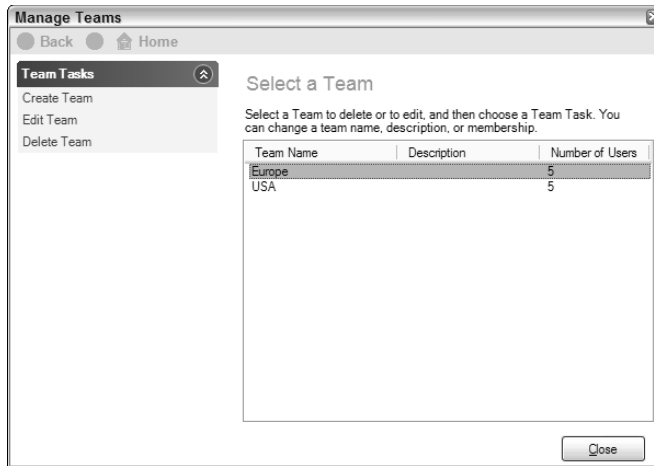 Manage Teams
Back Home
Team Tasks
Create Team
Edit Team
Delete Team
Select a Team
Select a Team to delete or to edit, and then choose a Team Task. You
can change a team name, description, or membership.
Team Name Description Number of Users
Europe 5
USA 5
Close